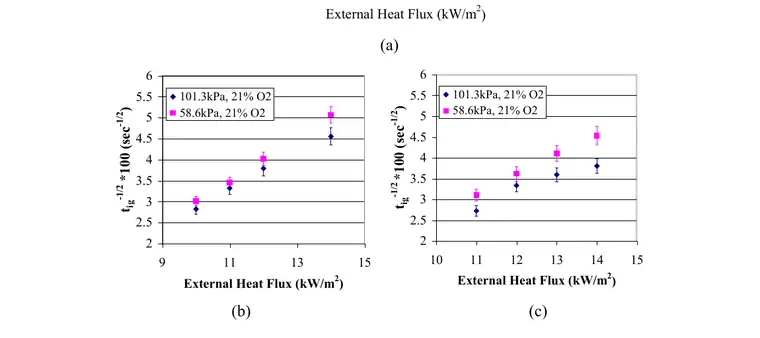 External Heat Flux (kW/m2)
(a)
6
5.5
5
4.5
4
3.5
3
2.5
2
tig-1/2 *100 (sec-1/2)
101.3kPa, 21% O2
58.6kPa, 21% O2
9 11 13 15
External Heat Flux (kW/m2)
(b)
6
5.5
5
4.5
4
3.5
3
2.5
2
tig-1/2 *100 (sec-1/2)
101.3kPa, 21% O2
58.6kPa, 21% O2
10 11 12 13 14 15
External Heat Flux (kW/m2)
(c)